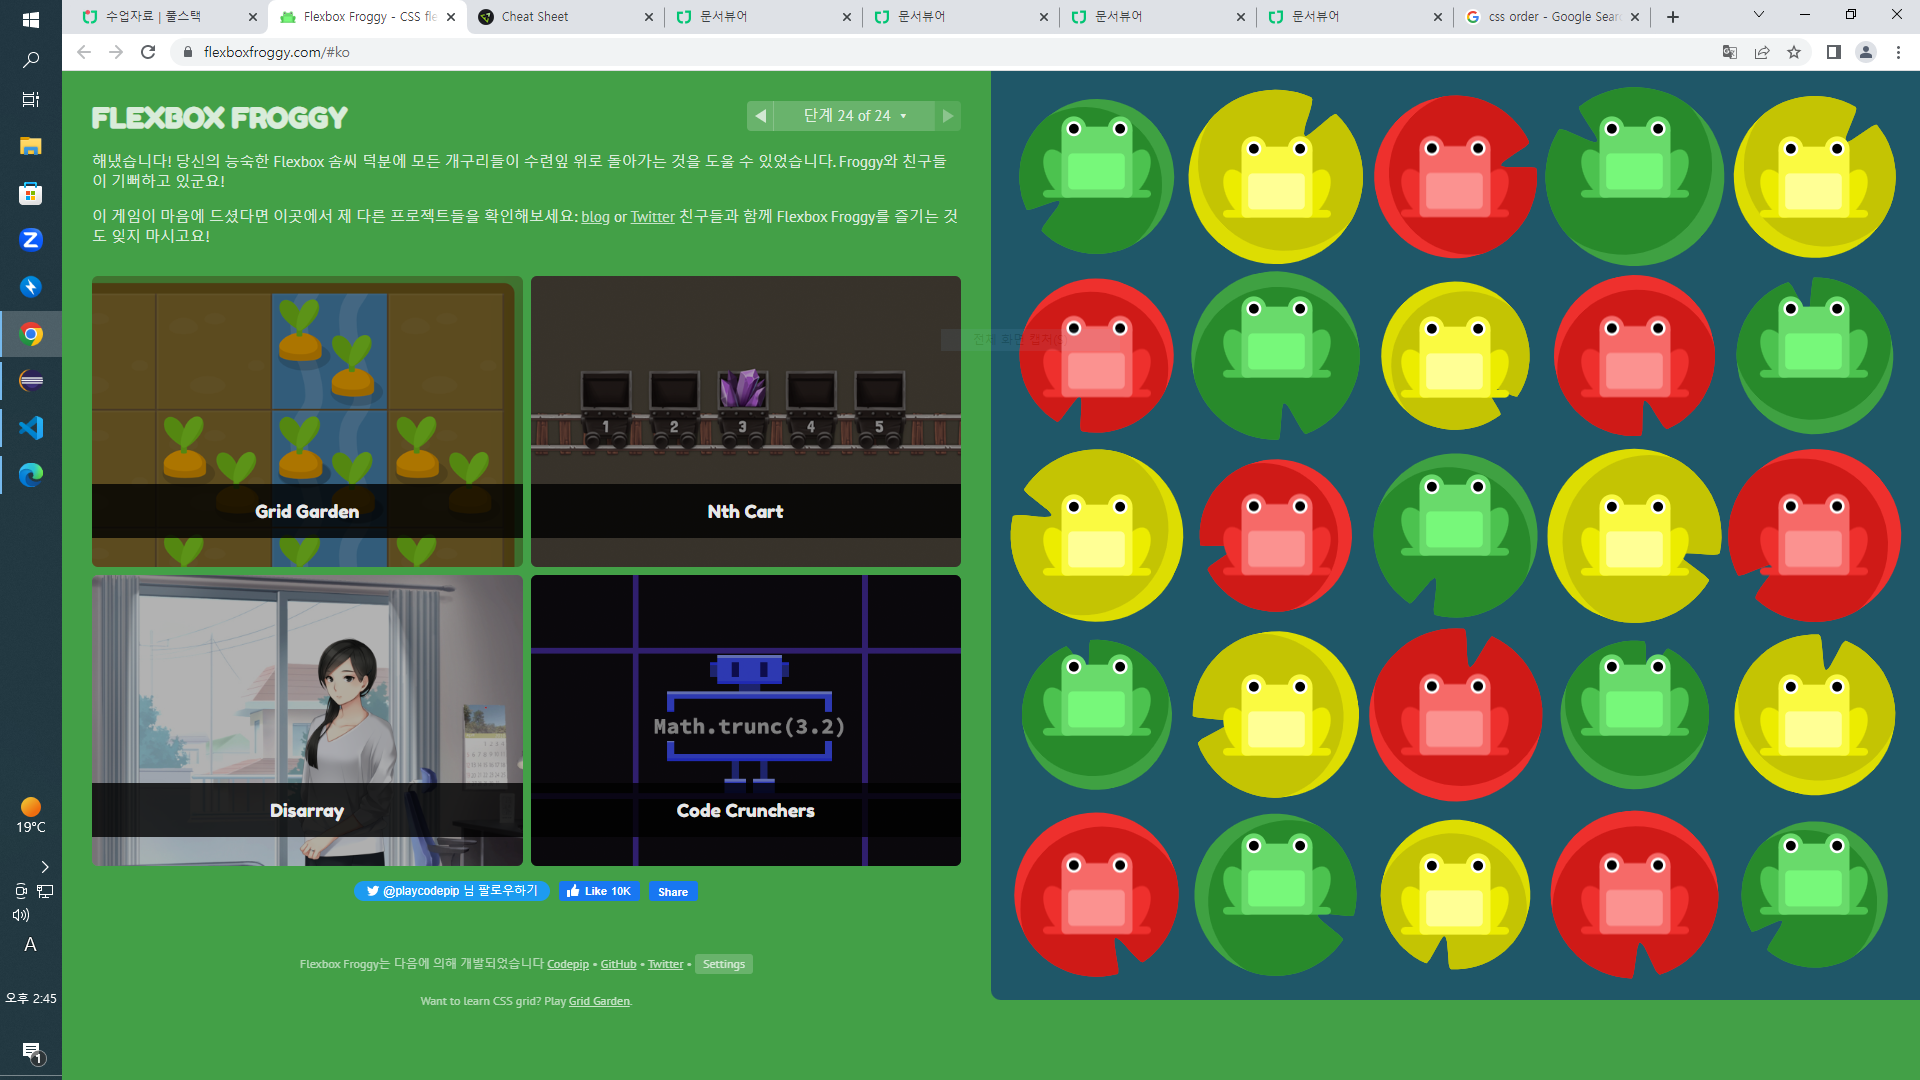 수업자료 | 풀스택
Flexbox Froggy - CSS fle
Cheat Sheet
문서뷰어
문서뷰어
문서뷰어
문서뷰어
css order - Google Sear
flexboxfroggy.com/#ko
FLEXBOX FROGGY
단계 24 of 24
해냈습니다! 당신의 능숙한 Flexbox 솜씨 덕분에 모든 개구리들이 수련잎 위로 돌아가는 것을 도울 수 있었습니다. Froggy와 친구들
이 기뻐하고 있군요!
이 게임이 마음에 드셨다면 이곳에서 제 다른 프로젝트들을 확인해보세요: blog or Twitter 친구들과 함께 Flexbox Froggy를 즐기는 것
도 잊지 마시고요!
전체 화면 캡처(S)
1 2 3 4 5
Grid Garden
Nth Cart
Math.trunc(3.2)
Disarray
Code Crunchers
@playcodepip 님 팔로우하기
Like 10K
Share
Flexbox Froggy는 다음에 의해 개발되었습니다 Codepip • GitHub • Twitter • Settings
Want to learn CSS grid? Play Grid Garden.
19°C
A
오후 2:45
1